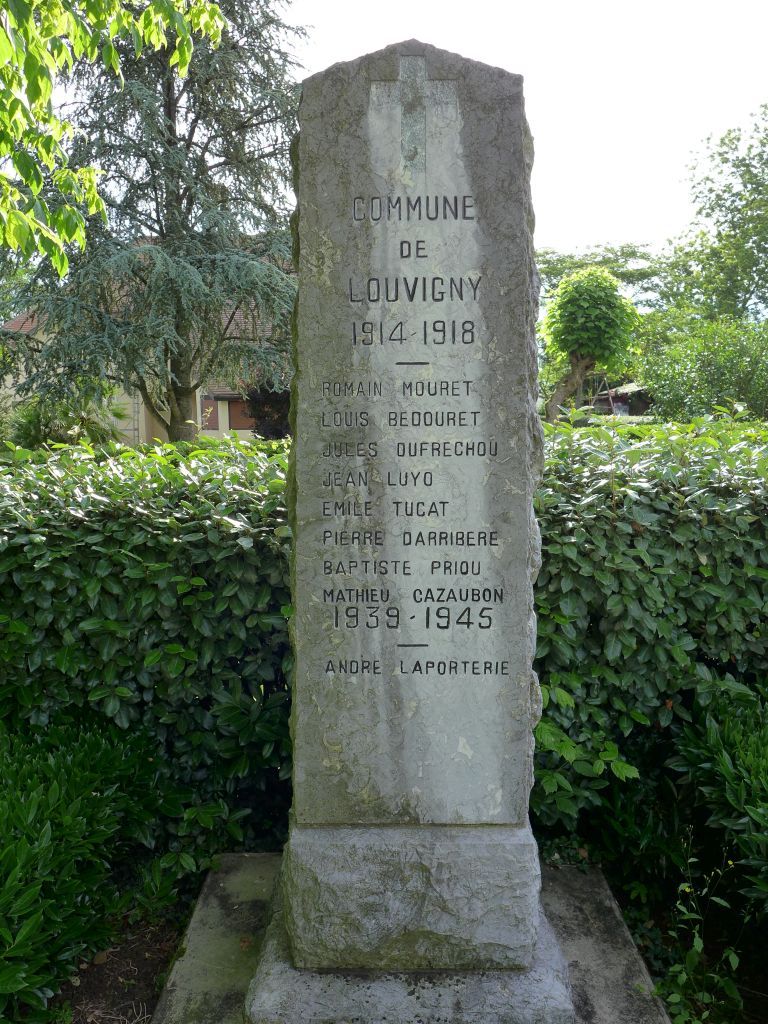 COMMUNE
DE
LOUVIGNY
1914-1918
ROMAIN MOURET
LOUIS BEDOURET
JULES DUFRECHOU
JEAN LUYO
EMILE TUCAT
PIERRE DARRIBERE
BAPTISTE PRIOU
MATHIEU CAZAUBON
1939-1945
ANDRE LAPORTERIE